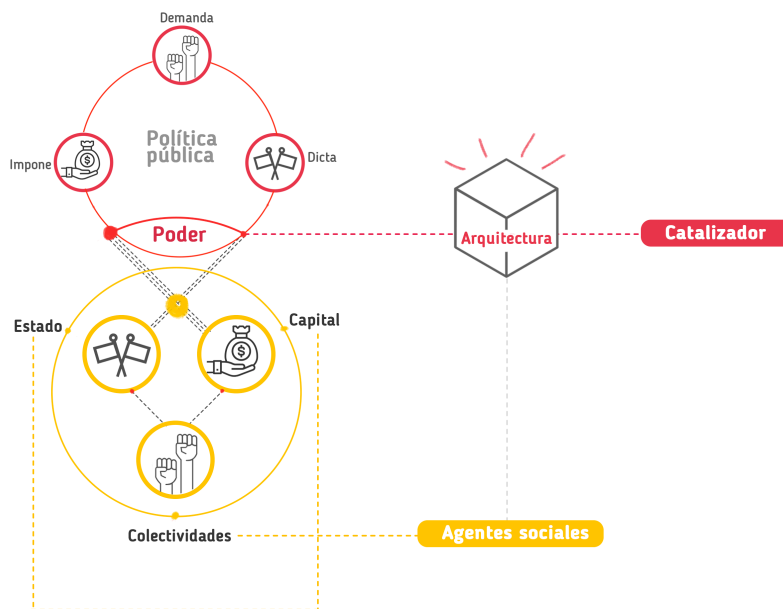 Demanda
Política
pública
Impone
Dicta
Poder
Arquitectura
Catalizador
Estado
Capital
$
$
Colectividades
Agentes sociales